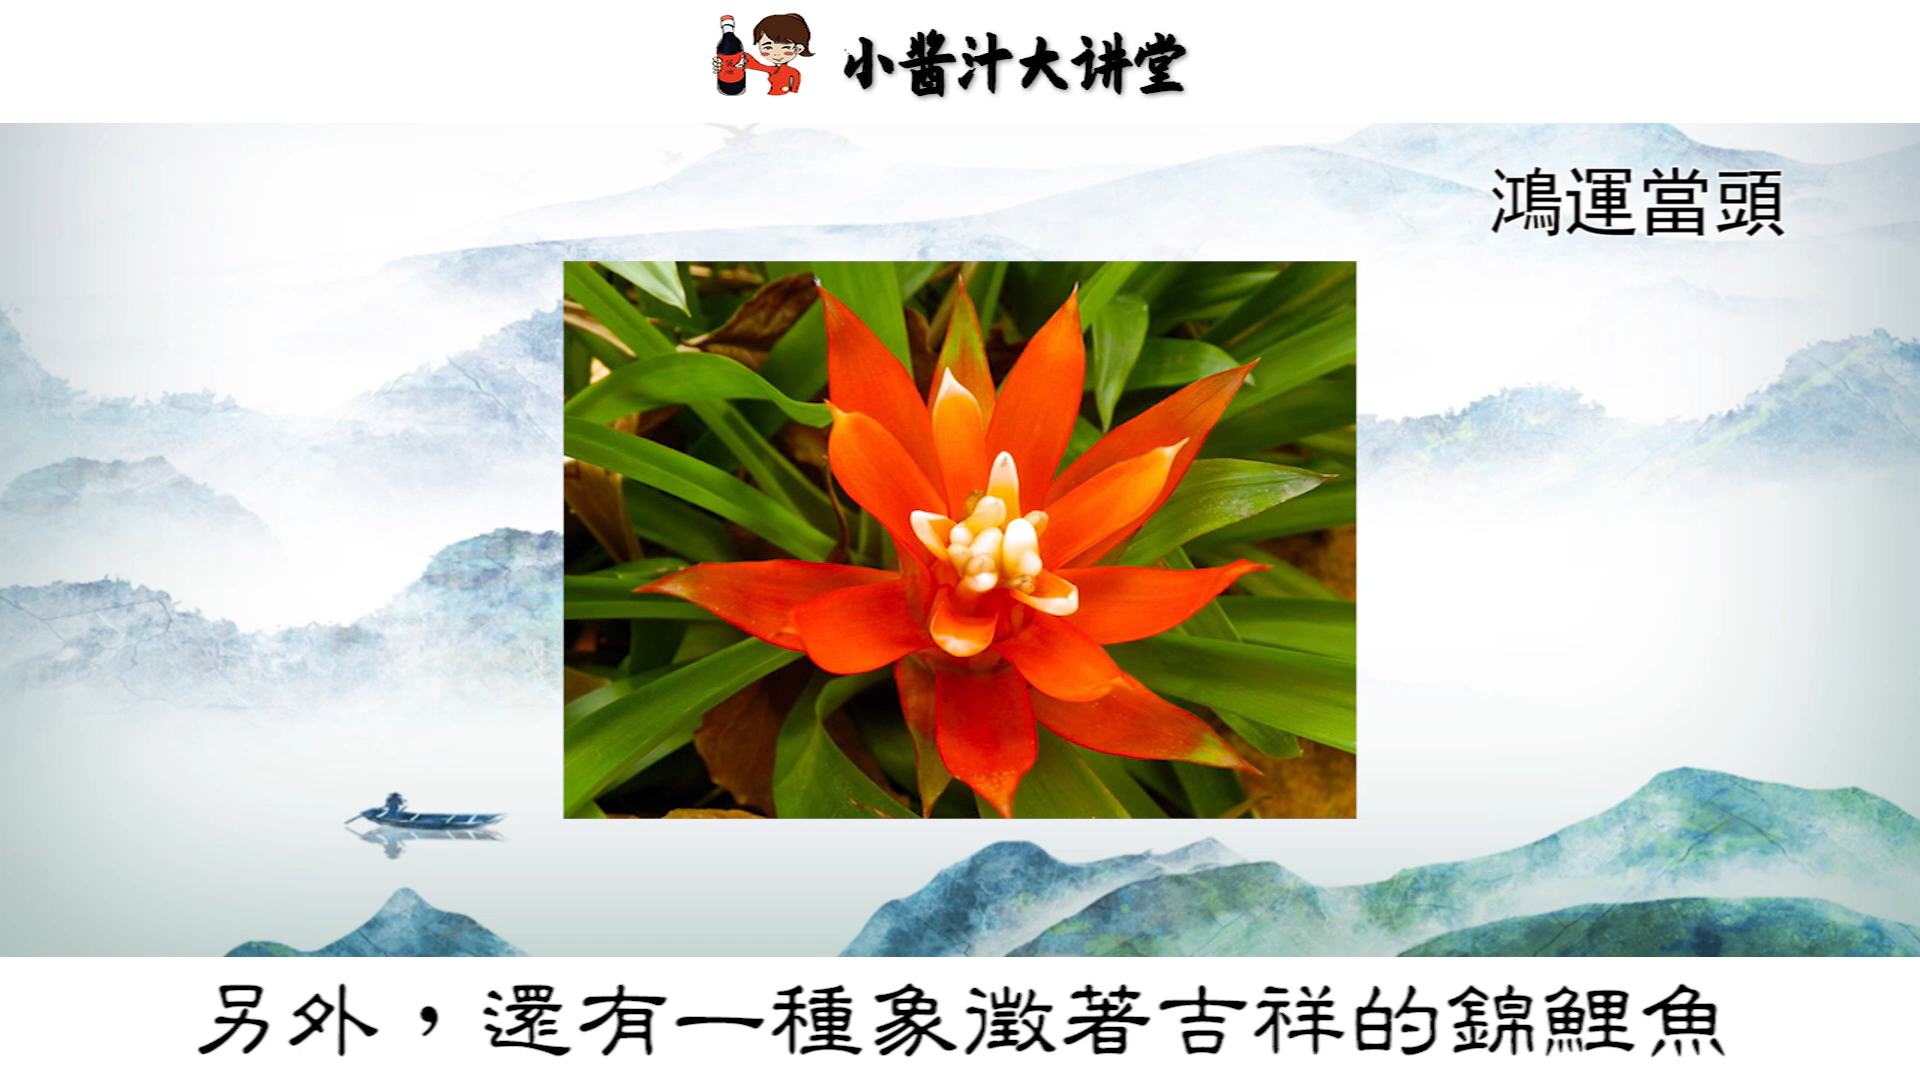 小酱汁大讲堂
鴻運當頭
另外，還有一種象徵著吉祥的錦鯉魚